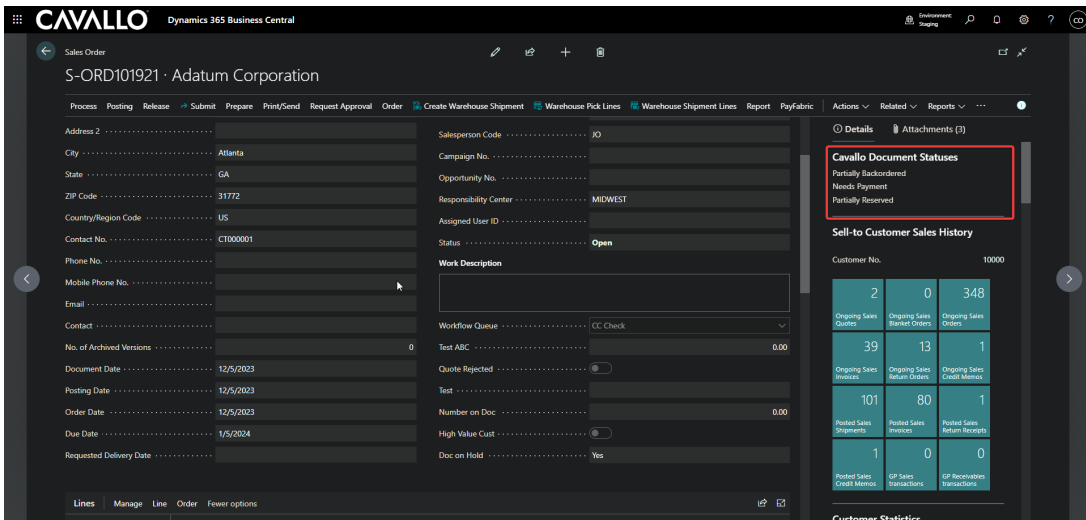 CAVALLO Dynamics 365 Business Central
Environment:
Staging
?
CO
Sales Order
S-ORD101921 · Adatum Corporation
Process Posting Release Submit Prepare Print/Send Request Approval Order Create Warehouse Shipment Warehouse Pick Lines Warehouse Shipment Lines Report PayFabric Actions Related Reports ...
Address 2
City Atlanta
State GA
ZIP Code 31772
Country/Region Code US
Contact No. CT000001
Phone No.
Mobile Phone No.
Email
Contact
No. of Archived Versions 0
Document Date 12/5/2023
Posting Date 12/5/2023
Order Date 12/5/2023
Due Date 1/5/2024
Requested Delivery Date
Salesperson Code JO
Campaign No.
Opportunity No.
Responsibility Center MIDWEST
Assigned User ID
Status Open
Work Description
Workflow Queue CC Check
Test ABC 0.00
Quote Rejected
Test
Number on Doc 0.00
High Value Cust
Doc on Hold Yes
Lines Manage Line Order Fewer options
Details Attachments (3)
Cavallo Document Statuses
Partially Backordered
Needs Payment
Partially Reserved
Sell-to Customer Sales History
Customer No. 10000
2
Ongoing Sales
Quotes
0
Ongoing Sales
Blanket Orders
348
Ongoing Sales
Orders
39
Ongoing Sales
Invoices
13
Ongoing Sales
Return Orders
1
Ongoing Sales
Credit Memos
101
Posted Sales
Shipments
80
Posted Sales
Invoices
1
Posted Sales
Return Receipts
1
Posted Sales
Credit Memos
0
GP Sales
transactions
0
GP Receivables
transactions
Customer Statistics